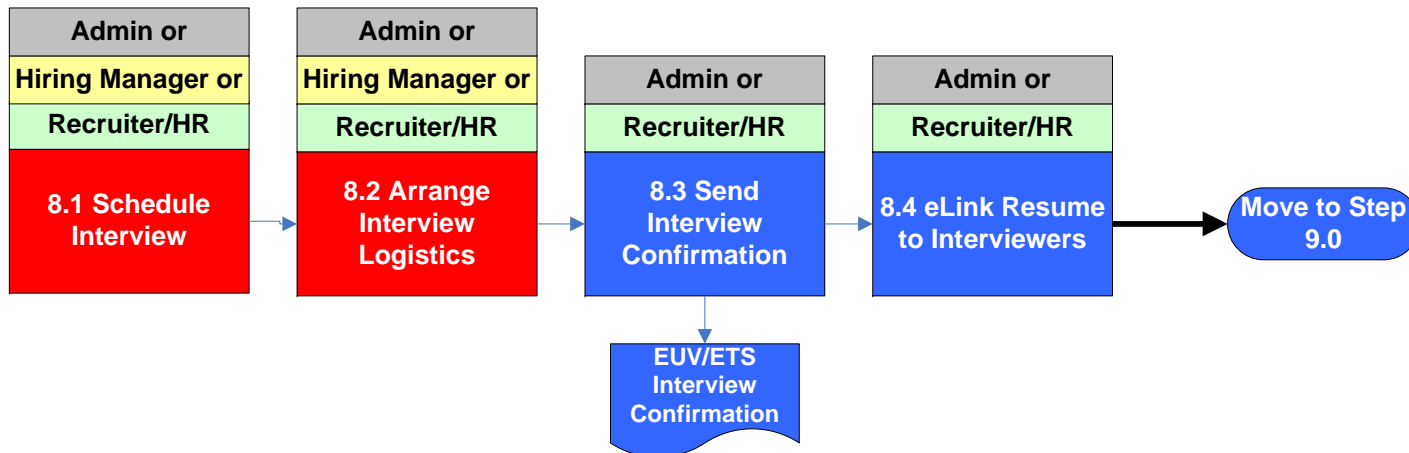 Admin or
Hiring Manager or
Recruiter/HR
8.1 Schedule
Interview
Admin or
Hiring Manager or
Recruiter/HR
8.2 Arrange
Interview
Logistics
Admin or
Recruiter/HR
8.3 Send
Interview
Confirmation
Admin or
Recruiter/HR
8.4 eLink Resume
to Interviewers
Move to Step
9.0
EUV/ETS
Interview
Confirmation